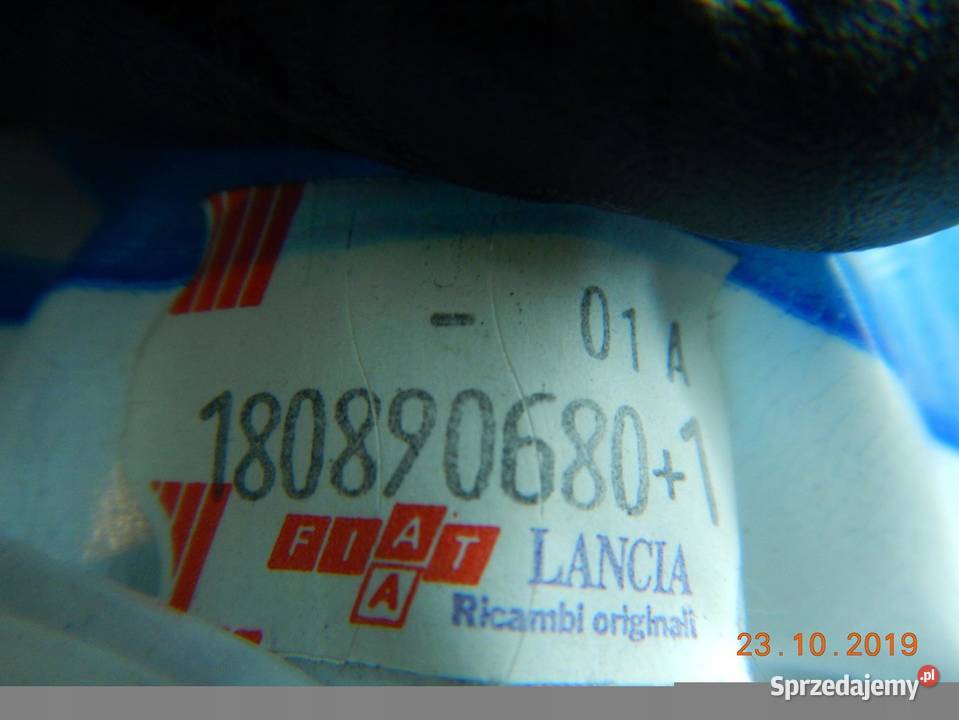 - 01 A
180890680+1
FIAT LANCIA
A
Ricambi originali
23.10.2019
Sprzedajemy.pl